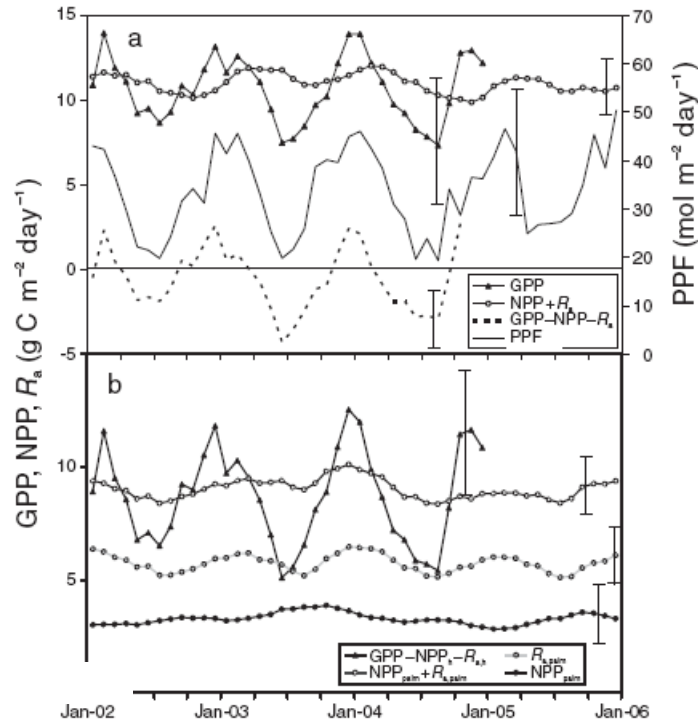 15
10
5
0
-5
a
70
60
50
40
30
20
10
0
GPP
NPP+Rₐ
GPP–NPP–Rₐ
PPF
GPP, NPP, Rₐ (g C m⁻² day⁻¹)
PPF (mol m⁻² day⁻¹)
b
10
5
GPP–NPPₕ–Rₐ,ₕ
Ra,palm
NPPpalm+Ra,palm
NPPpalm
Jan-02 Jan-03 Jan-04 Jan-05 Jan-06